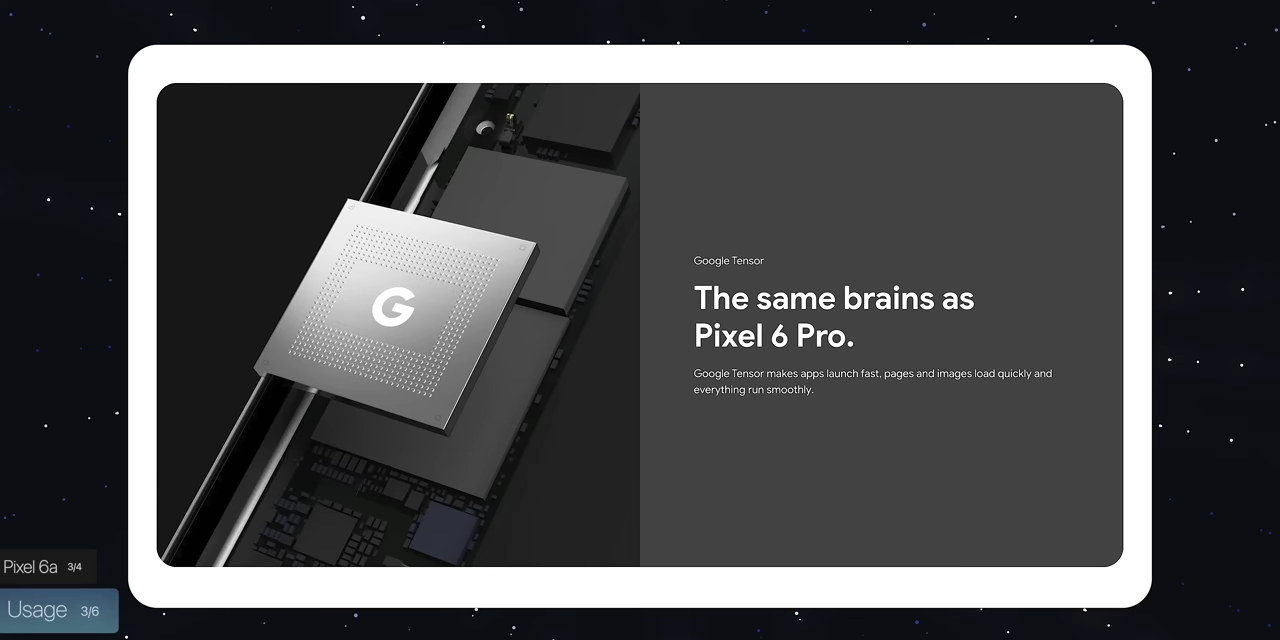 G
Google Tensor
The same brains as
Pixel 6 Pro.
Google Tensor makes apps launch fast, pages and images load quickly and
everything run smoothly.
Pixel 6a 3/4
Usage 3/6